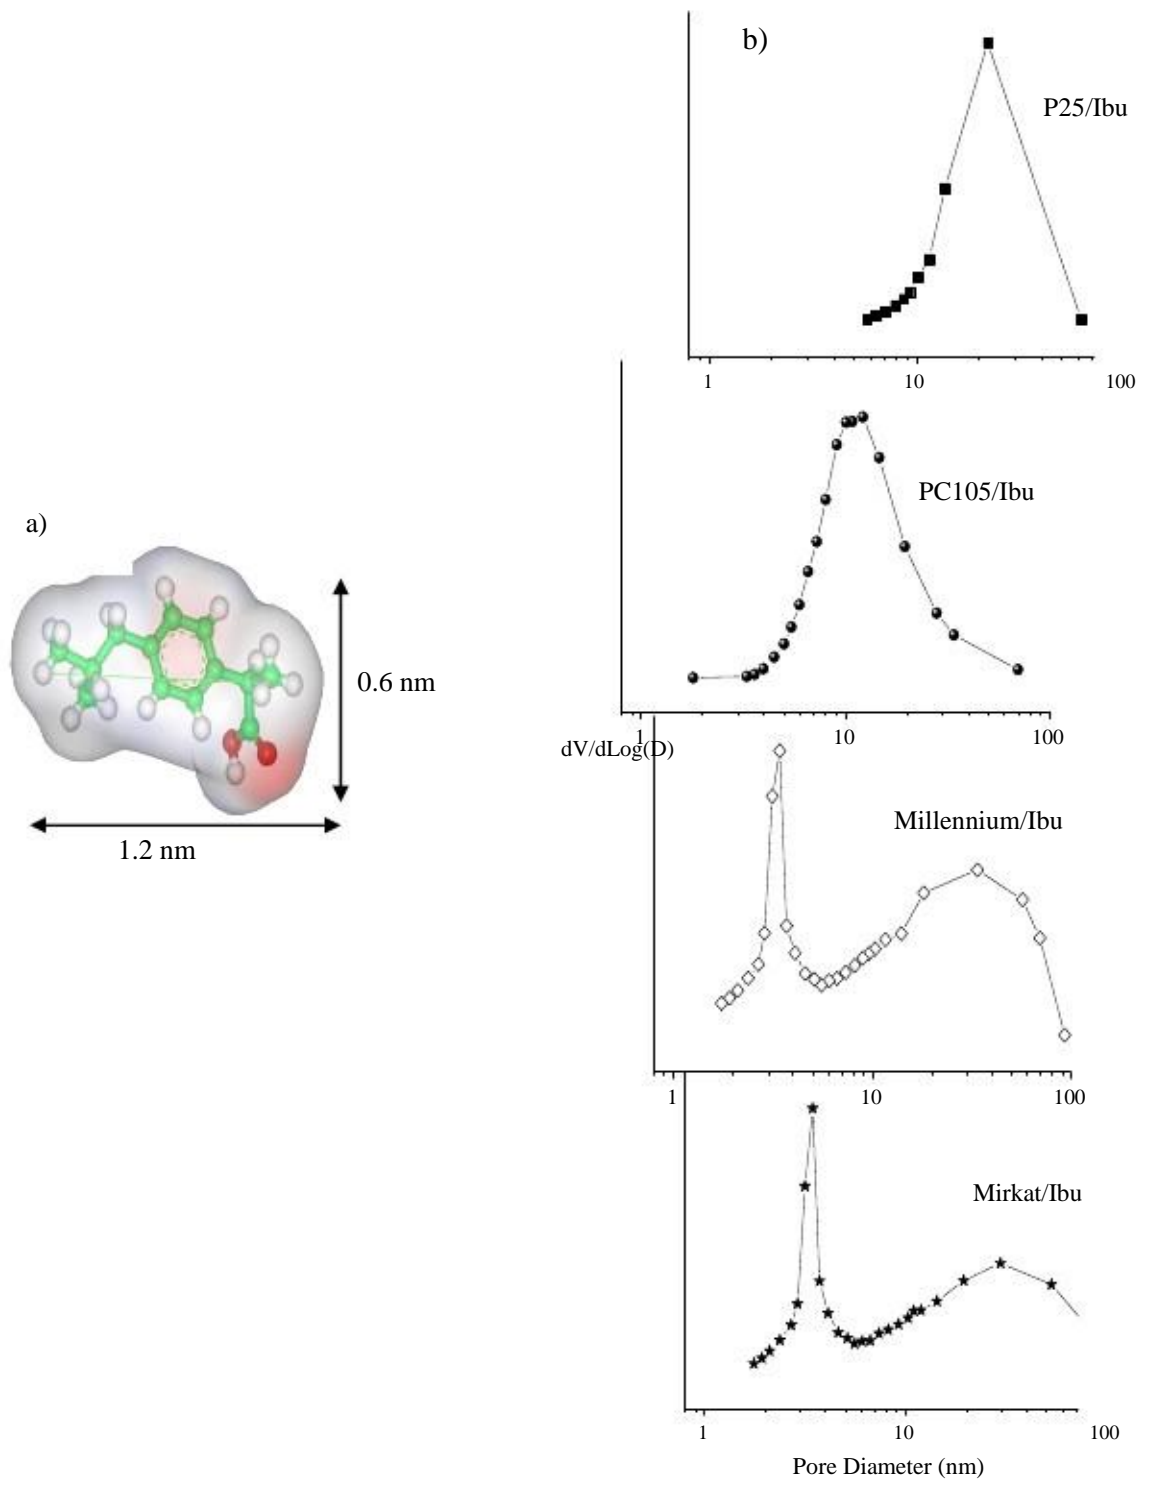 b)
P25/Ibu
1 10 100
PC105/Ibu
1 10 100
a)
0.6 nm
1.2 nm
dV/dLog(D)
Millennium/Ibu
1 10 100
Mirkat/Ibu
1 10 100
Pore Diameter (nm)